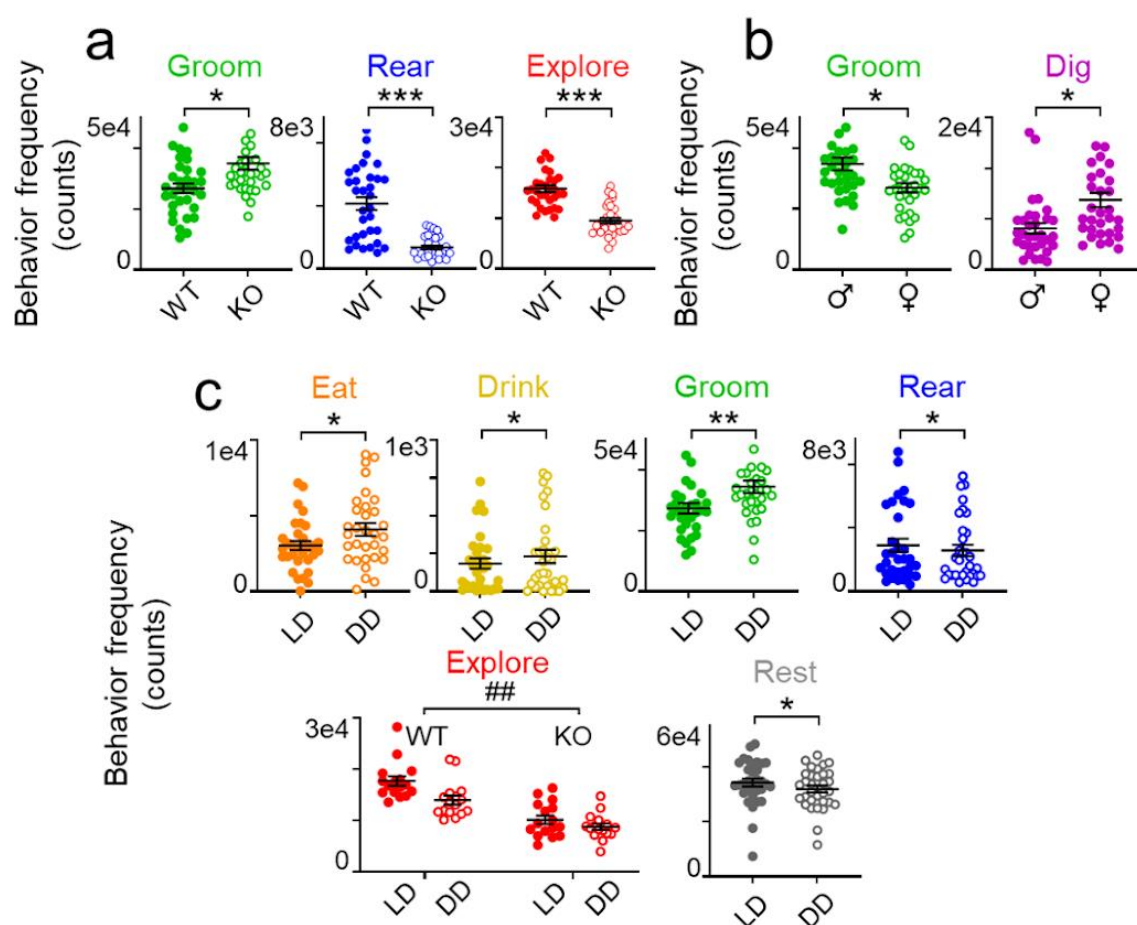 a
Groom
Rear
Explore
*
***
***
Behavior frequency
(counts)
5e4
0
8e3
0
3e4
0
WT
KO
WT
KO
WT
KO
b
Groom
Dig
*
*
Behavior frequency
(counts)
5e4
0
2e4
0
♂
♀
♂
♀
c
Eat
Drink
Groom
Rear
*
*
**
*
Behavior frequency
(counts)
1e4
0
1e3
0
5e4
0
8e3
0
LD
DD
LD
DD
LD
DD
LD
DD
Explore
Rest
##
*
3e4
0
WT
KO
6e4
0
LD
DD
LD
DD
LD
DD